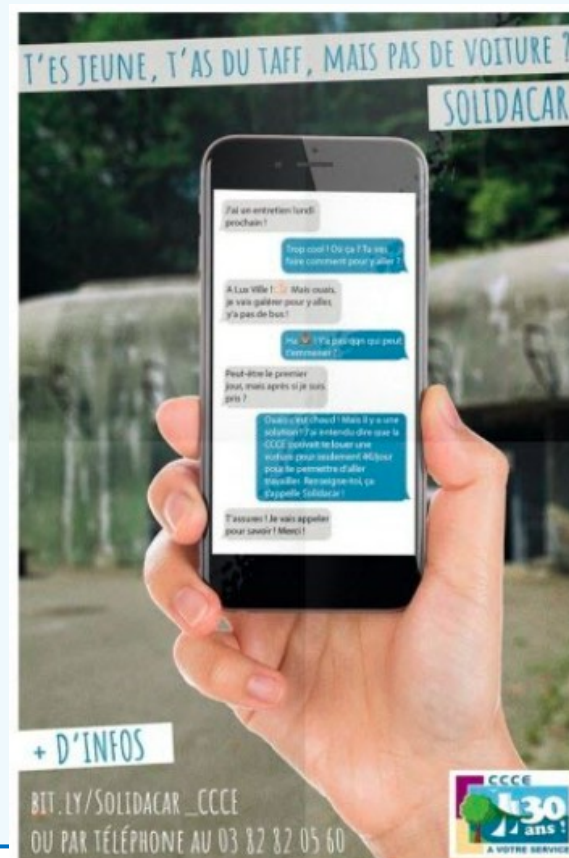 T'ES JEUNE, T'AS DU TAFF, MAIS PAS DE VOITURE ?
SOLIDACAR
J'ai un entretien lundi
prochain !
Trop cool ! Où ça ? Tu vas
faire comment pour y aller ?
A Lux Ville ! Mais ouais,
je vais galérer pour y aller,
y'a pas de bus !
Ha ! Y'a pas qqn qui peut
t'emmener ?
Peut-être le premier
jour, mais après si je suis
pris ?
Ouais c'est chaud ! Mais il y a une
solution ! J'ai entendu dire que la
CCCE pouvait te louer une
voiture pour seulement
pour te permettre d'aller
travailler. Renseigne-toi, ça
s'appelle Solidacar !
T'assures ! Je vais appeler
pour savoir ! Merci !
+ D'INFOS
BIT.LY/SOLIDACAR_CCCE
OU PAR TÉLÉPHONE AU 03 82 82 05 60
CCCE
30
ans !
A VOTRE SERVICE